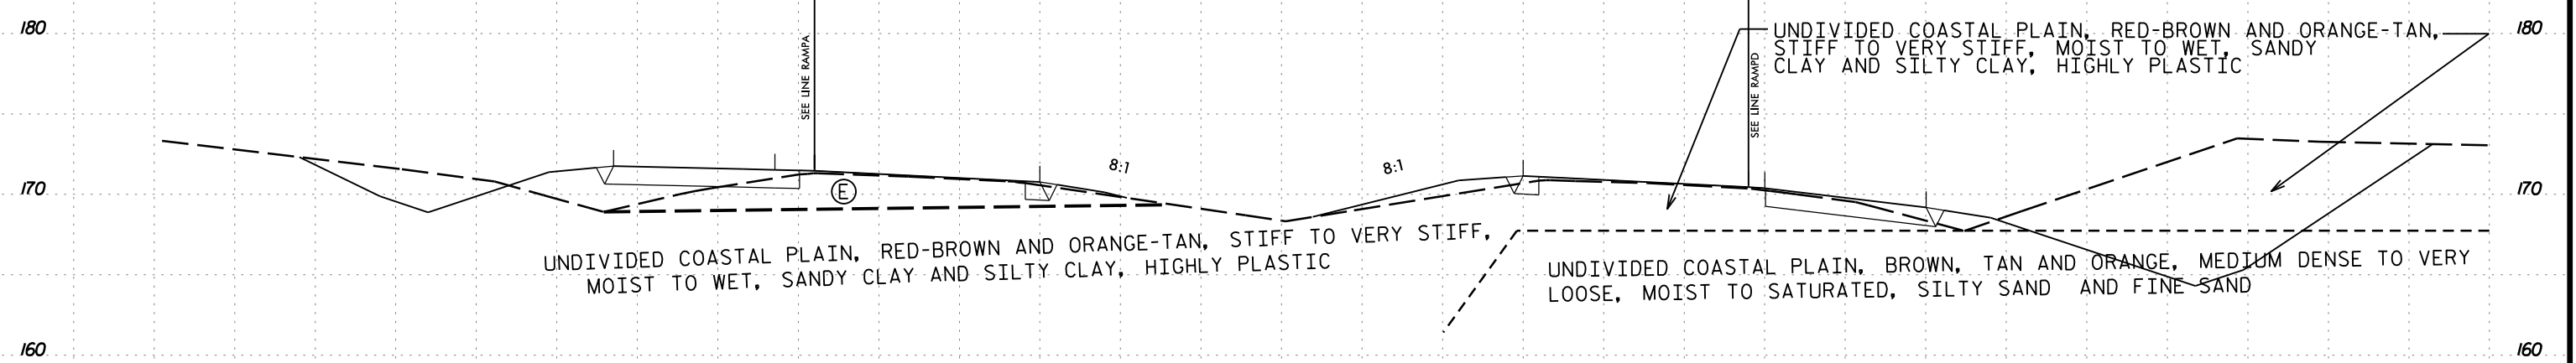 180
180
SEE LINE RAMPA
SEE LINE RAMPD
UNDIVIDED COASTAL PLAIN, RED-BROWN AND ORANGE-TAN,
STIFF TO VERY STIFF, MOIST TO WET, SANDY
CLAY AND SILTY CLAY, HIGHLY PLASTIC
8:1
8:1
170
E
170
UNDIVIDED COASTAL PLAIN, RED-BROWN AND ORANGE-TAN, STIFF TO VERY STIFF,
MOIST TO WET, SANDY CLAY AND SILTY CLAY, HIGHLY PLASTIC
UNDIVIDED COASTAL PLAIN, BROWN, TAN AND ORANGE, MEDIUM DENSE TO VERY
LOOSE, MOIST TO SATURATED, SILTY SAND AND FINE SAND
160
160